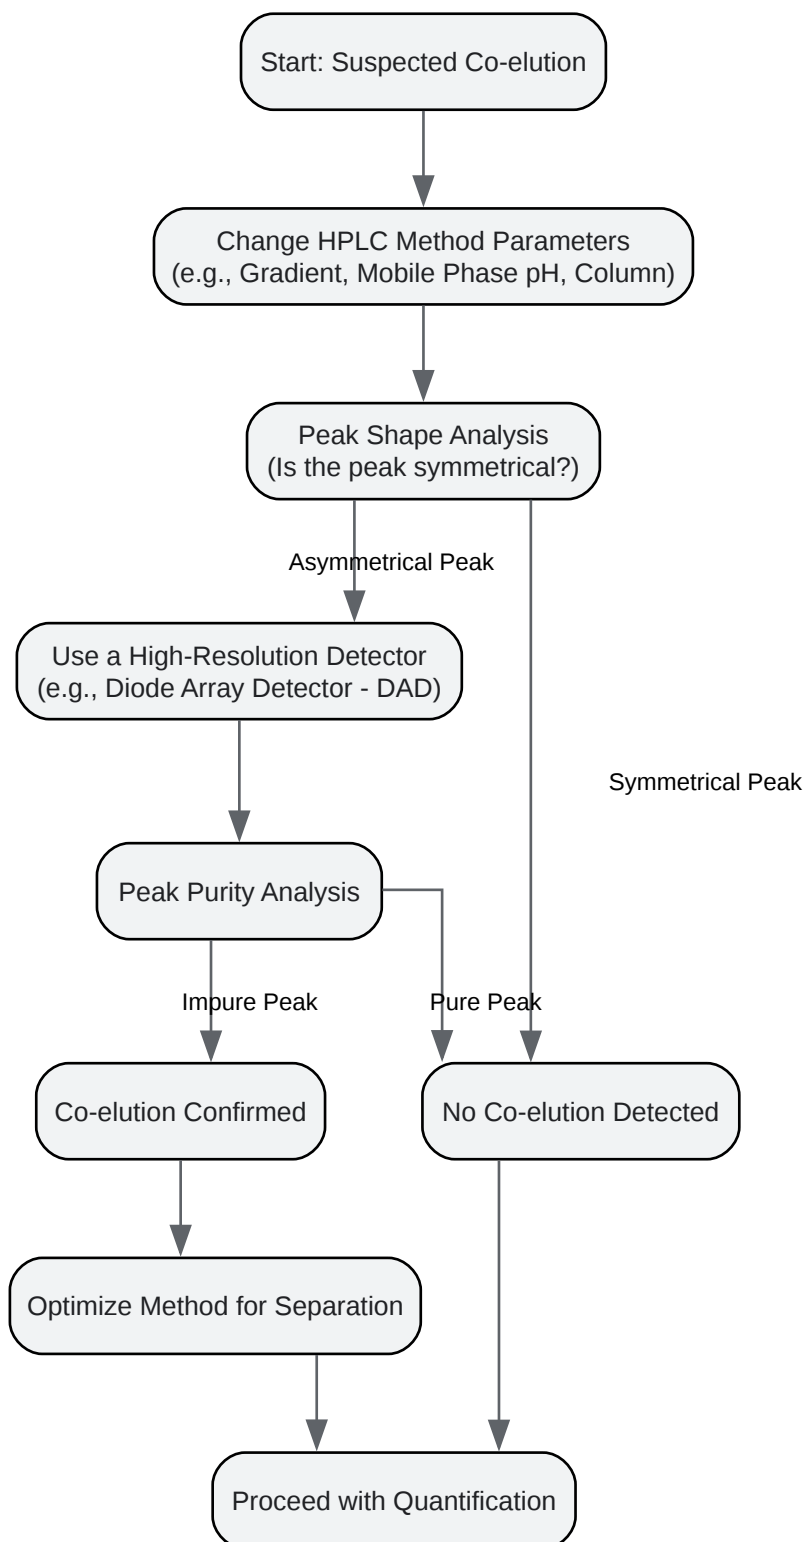 Start: Suspected Co-elution
Change HPLC Method Parameters
(e.g., Gradient, Mobile Phase pH, Column)
Peak Shape Analysis
(Is the peak symmetrical?)
Asymmetrical Peak
Use a High-Resolution Detector
(e.g., Diode Array Detector - DAD)
Symmetrical Peak
Peak Purity Analysis
Impure Peak
Pure Peak
Co-elution Confirmed
No Co-elution Detected
Optimize Method for Separation
Proceed with Quantification